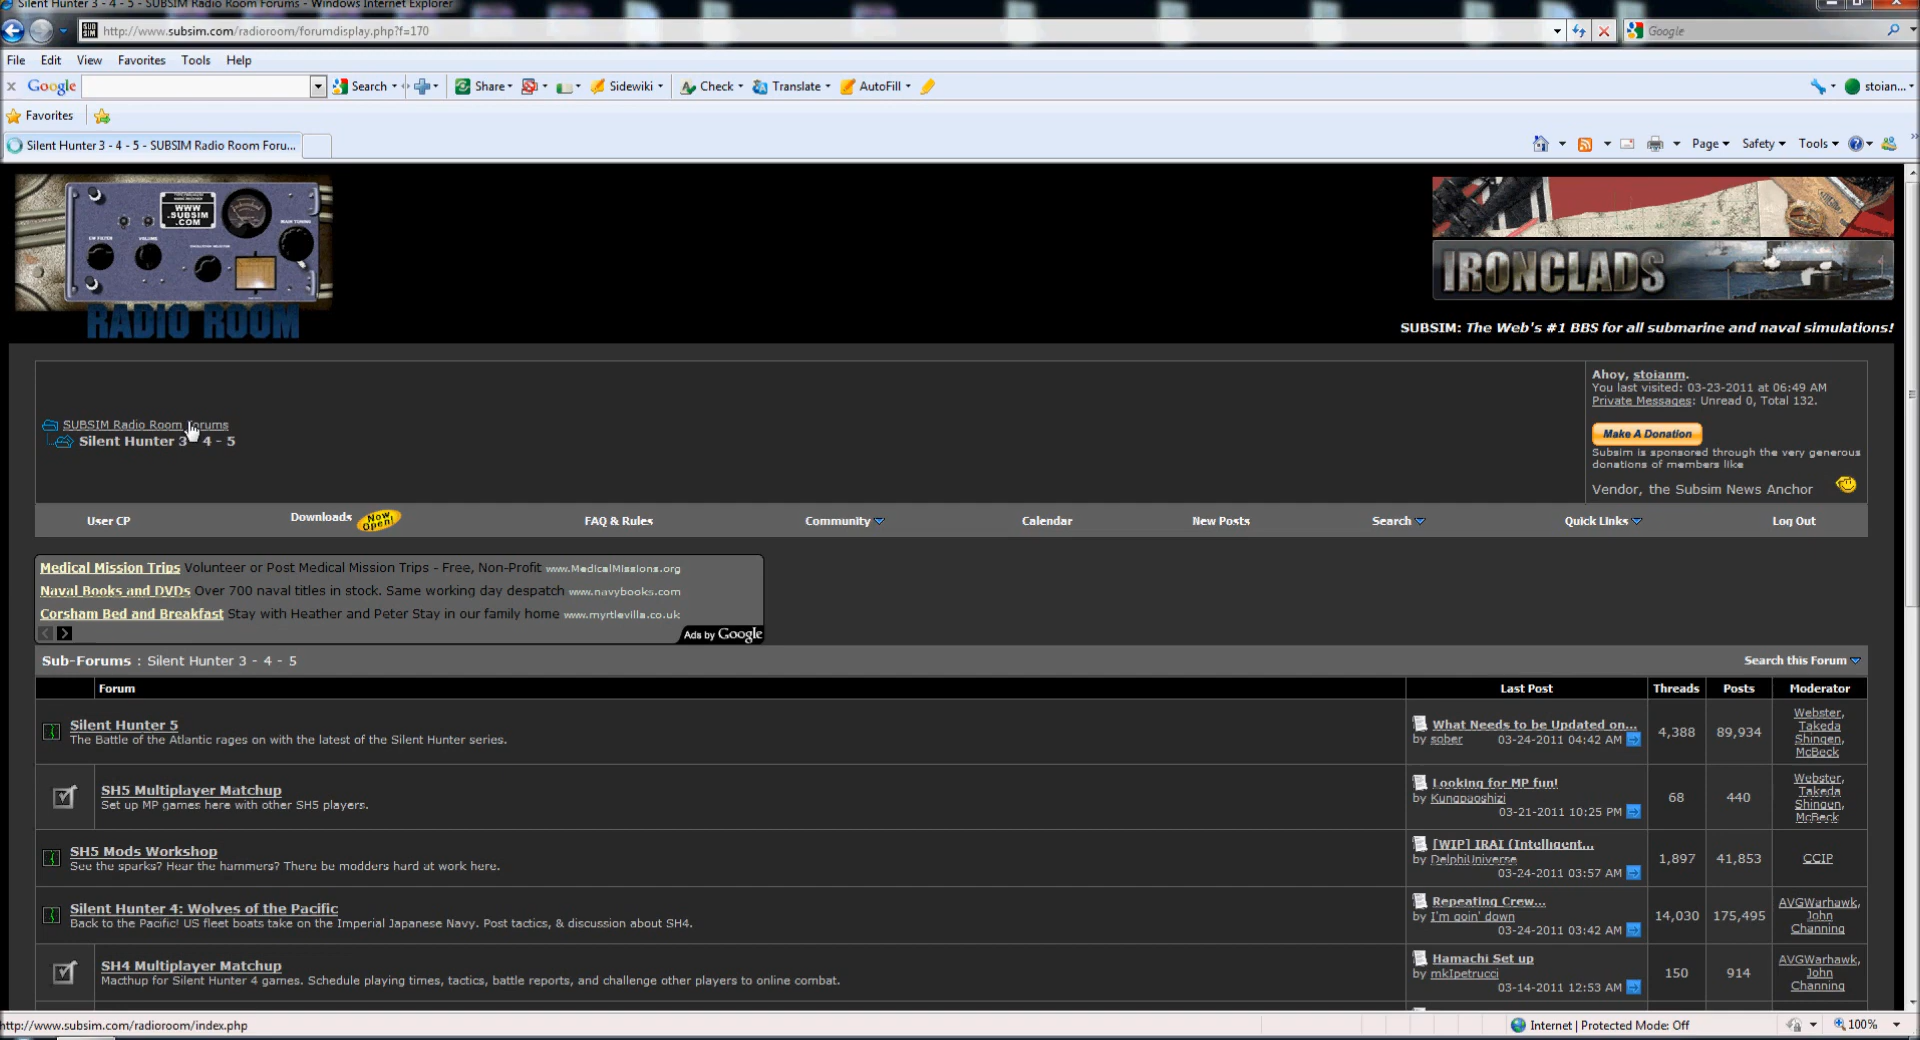 Silent Hunter 3 - 4 - 5 - SUBSIM Radio Room Forums - Windows Internet Explorer
http://www.subsim.com/radioroom/forumdisplay.php?f=170
Google
File Edit View Favorites Tools Help
x Google Search Share Sidewiki Check Translate AutoFill stoian...
Favorites
Silent Hunter 3 - 4 - 5 - SUBSIM Radio Room Foru...
Page Safety Tools
WWW
.SUBSIM
.COM
MAIN TUNING
VOLUME
RADIO ROOM
IRONCLADS
SUBSIM: The Web's #1 BBS for all submarine and naval simulations!
SUBSIM Radio Room Forums
Silent Hunter 3 - 4 - 5
Ahoy, stoianm.
You last visited: 03-23-2011 at 06:49 AM
Private Messages: Unread 0, Total 132.
Make A Donation
Subsim is sponsored through the very generous
donations of members like
Vendor, the Subsim News Anchor
User CP Downloads Now Open! FAQ & Rules Community Calendar New Posts Search Quick Links Log Out
Medical Mission Trips Volunteer or Post Medical Mission Trips - Free, Non-Profit www.MedicalMissions.org
Naval Books and DVDs Over 700 naval titles in stock. Same working day despatch www.navybooks.com
Corsham Bed and Breakfast Stay with Heather and Peter Stay in our family home www.myrtlevilla.co.uk
Ads by Google
Sub-Forums : Silent Hunter 3 - 4 - 5 Search this Forum
Forum Last Post Threads Posts Moderator
Silent Hunter 5
The Battle of the Atlantic rages on with the latest of the Silent Hunter series.
What Needs to be Updated on...
by sober 03-24-2011 04:42 AM
4,388 89,934
Webster,
Takeda
Shingen,
McBeck
SH5 Multiplayer Matchup
Set up MP games here with other SH5 players.
Looking for MP fun!
by Kungpaoshizi
03-21-2011 10:25 PM
68 440
Webster,
Takeda
Shingen,
McBeck
SH5 Mods Workshop
See the sparks? Hear the hammers? There be modders hard at work here.
[WIP] IRAI (Intelligent...
by DelphiUniverse
03-24-2011 03:57 AM
1,897 41,853
CCIP
Silent Hunter 4: Wolves of the Pacific
Back to the Pacific! US fleet boats take on the Imperial Japanese Navy. Post tactics, & discussion about SH4.
Repeating Crew...
by I'm goin' down
03-24-2011 03:42 AM
14,030 175,495
AVGWarhawk,
John
Channing
SH4 Multiplayer Matchup
Macthup for Silent Hunter 4 games. Schedule playing times, tactics, battle reports, and challenge other players to online combat.
Hamachi Set up
by mkIpetrucci
03-14-2011 12:53 AM
150 914
AVGWarhawk,
John
Channing
http://www.subsim.com/radioroom/index.php
Internet | Protected Mode: Off 100%